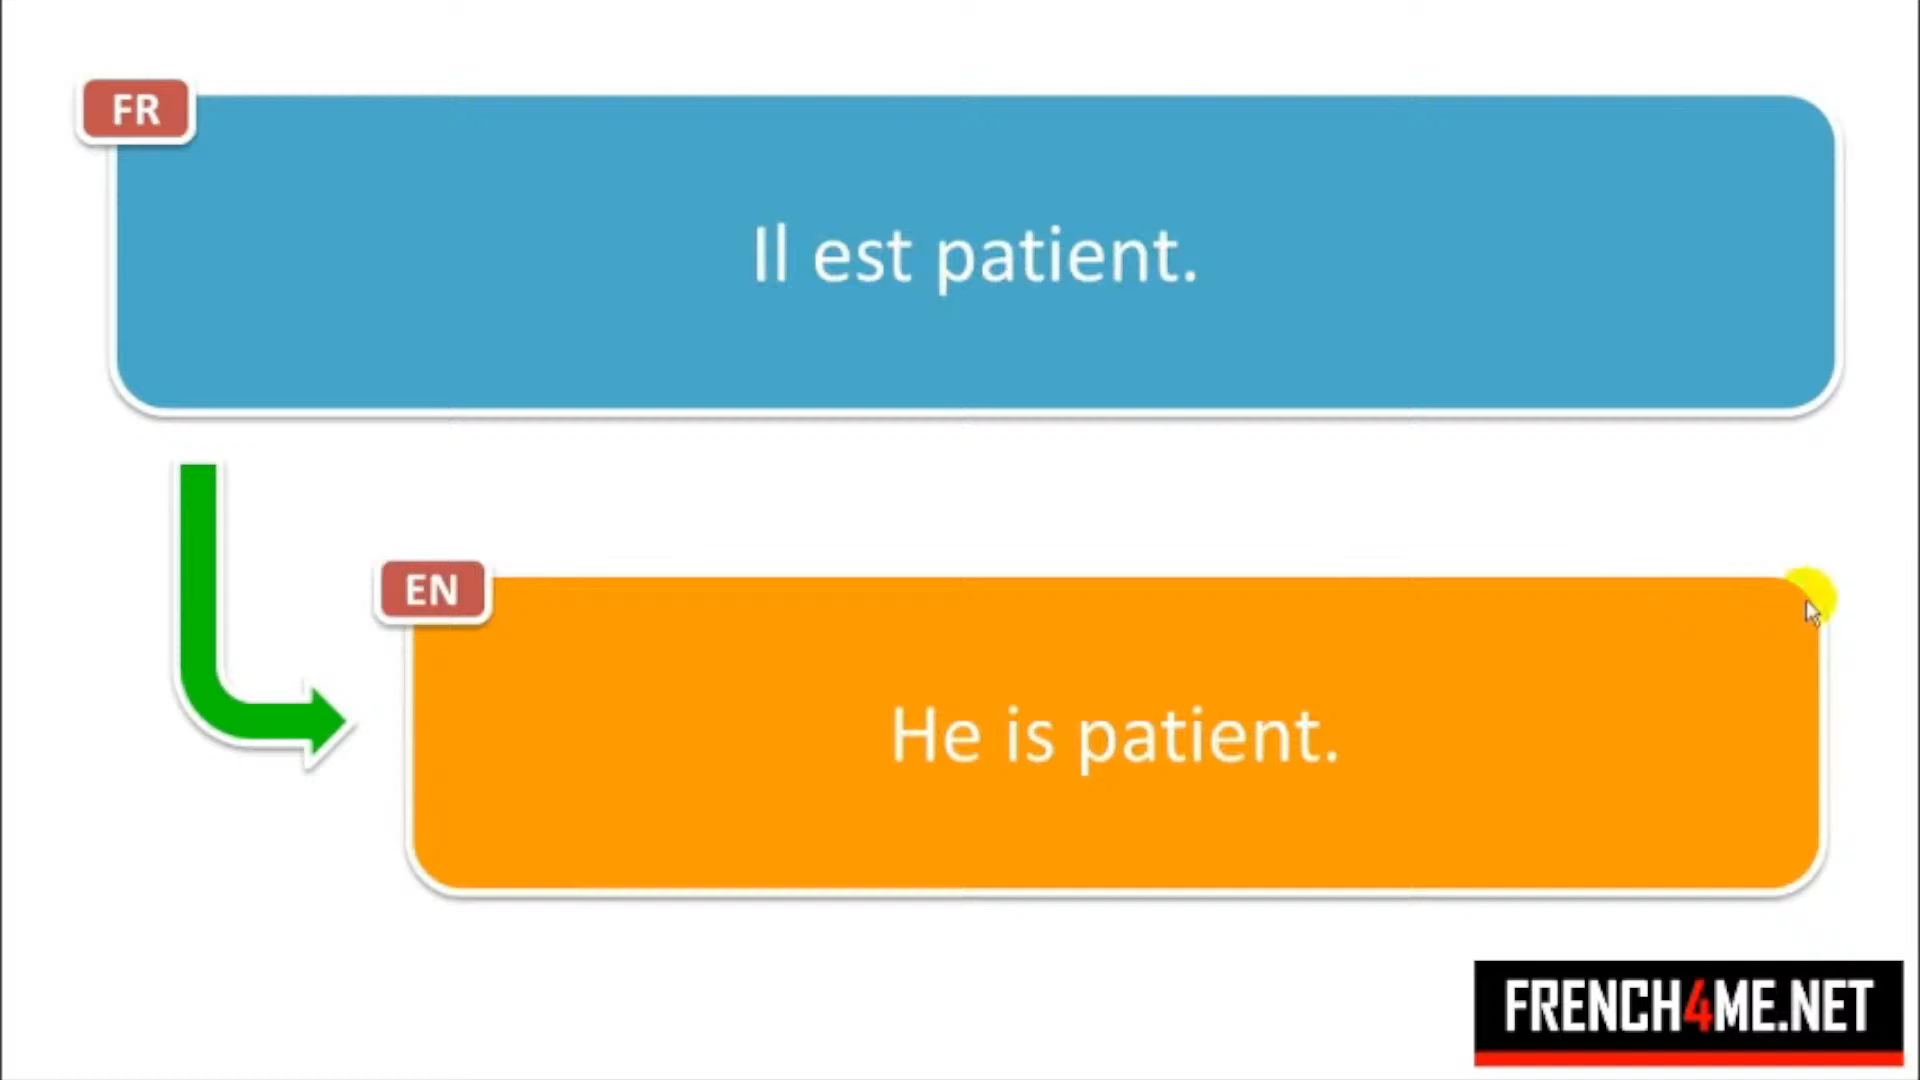 FR
Il est patient.
EN
He is patient.
FRENCH4ME.NET